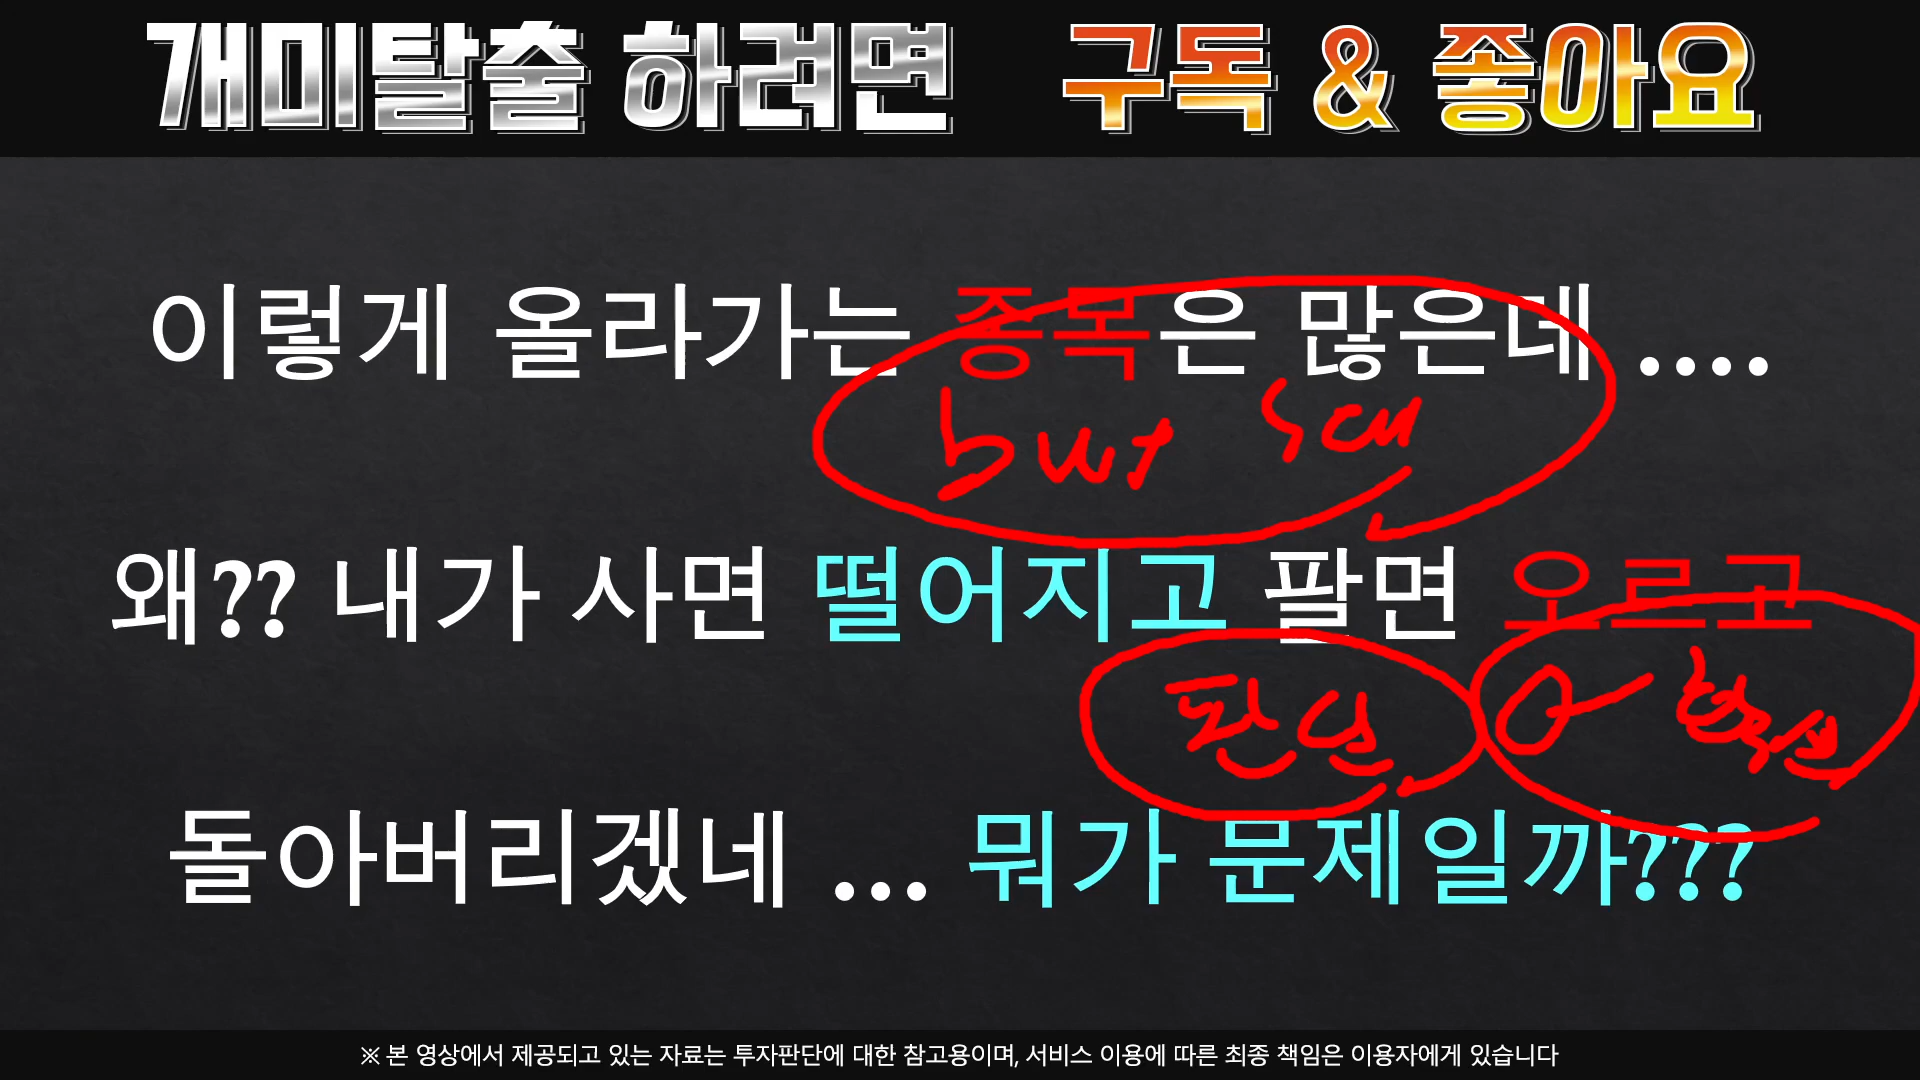 개미탈출 하려면 구독 & 좋아요
이렇게 올라가는 종목은 많은데 ....
but
왜?? 내가 사면 떨어지고 팔면 오르고
판단
돌아버리겠네 ... 뭐가 문제일까???
※ 본 영상에서 제공되고 있는 자료는 투자판단에 대한 참고용이며, 서비스 이용에 따른 최종 책임은 이용자에게 있습니다